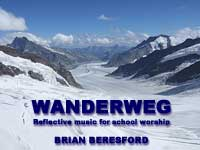 WANDERWEG
Reflective music for school worship
BRIAN BERESFORD